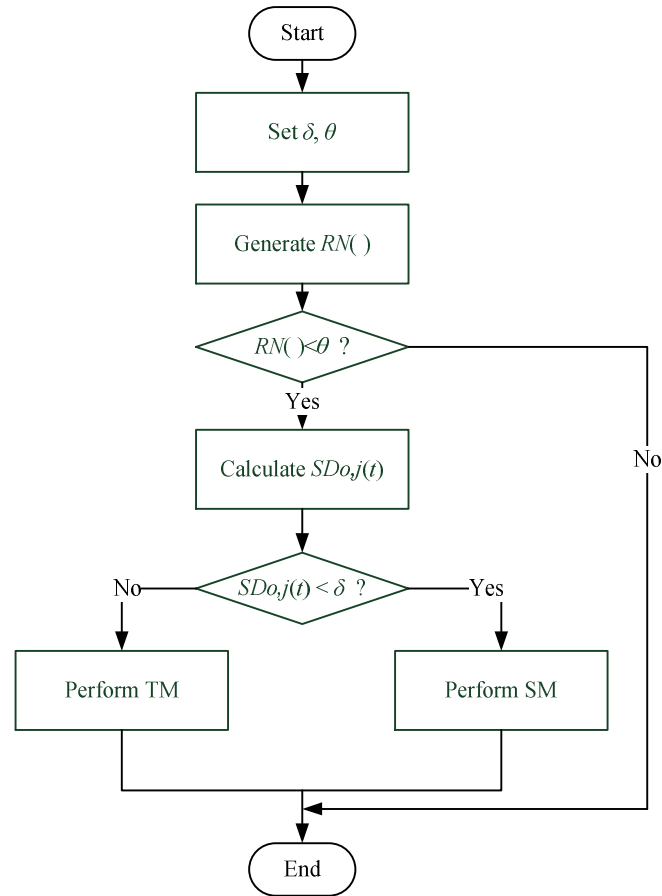 Start
Set δ, θ
Generate RN( )
RN( )<θ ?
Yes
Calculate SDo,j(t)
No
SDo,j(t) < δ ?
No
Yes
Perform TM
Perform SM
End